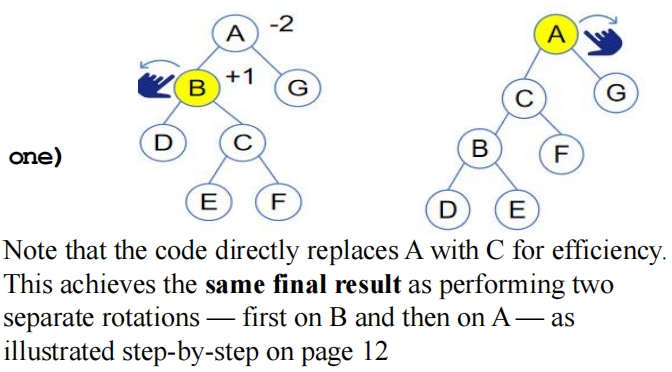 A -2 A
B +1 G C G
D C B F
one)
E F D E
Note that the code directly replaces A with C for efficiency.
This achieves the same final result as performing two
separate rotations — first on B and then on A — as
illustrated step-by-step on page 12